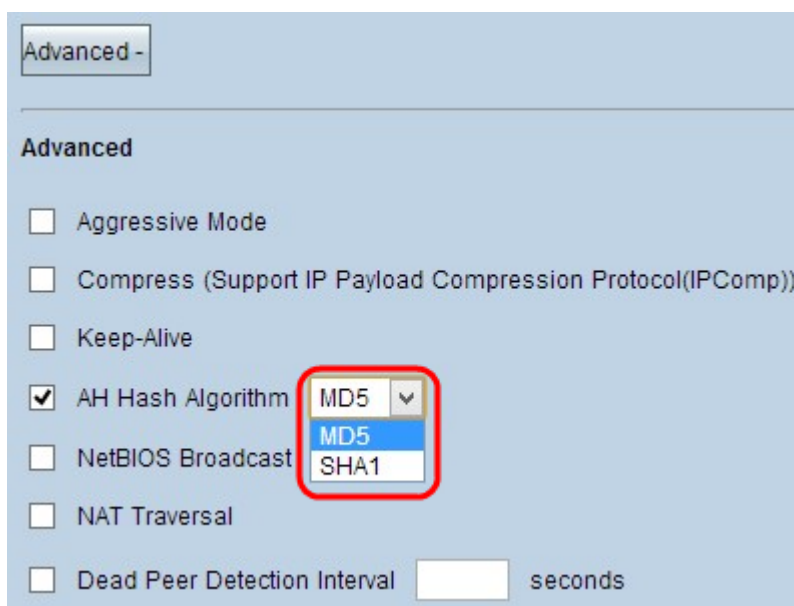 Advanced -
Advanced
Aggressive Mode
Compress (Support IP Payload Compression Protocol(IPComp))
Keep-Alive
AH Hash Algorithm MD5
MD5
NetBIOS Broadcast SHA1
NAT Traversal
Dead Peer Detection Interval seconds